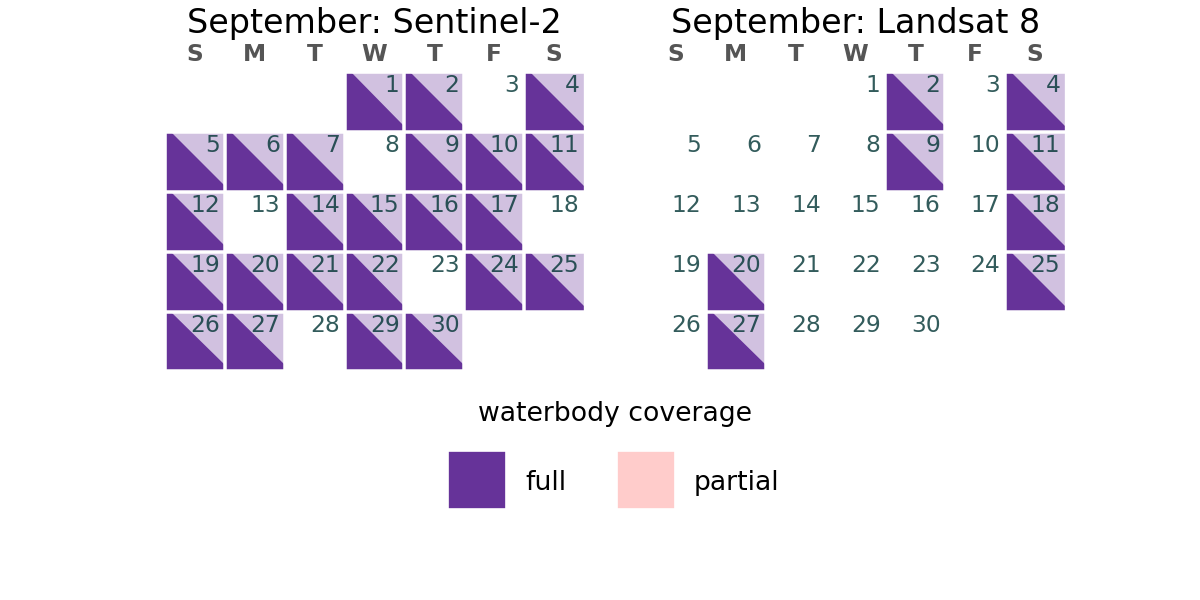 September: Sentinel-2
S M T W T F S
1 2 3 4
5 6 7 8 9 10 11
12 13 14 15 16 17 18
19 20 21 22 23 24 25
26 27 28 29 30
September: Landsat 8
S M T W T F S
1 2 3 4
5 6 7 8 9 10 11
12 13 14 15 16 17 18
19 20 21 22 23 24 25
26 27 28 29 30
waterbody coverage
full partial